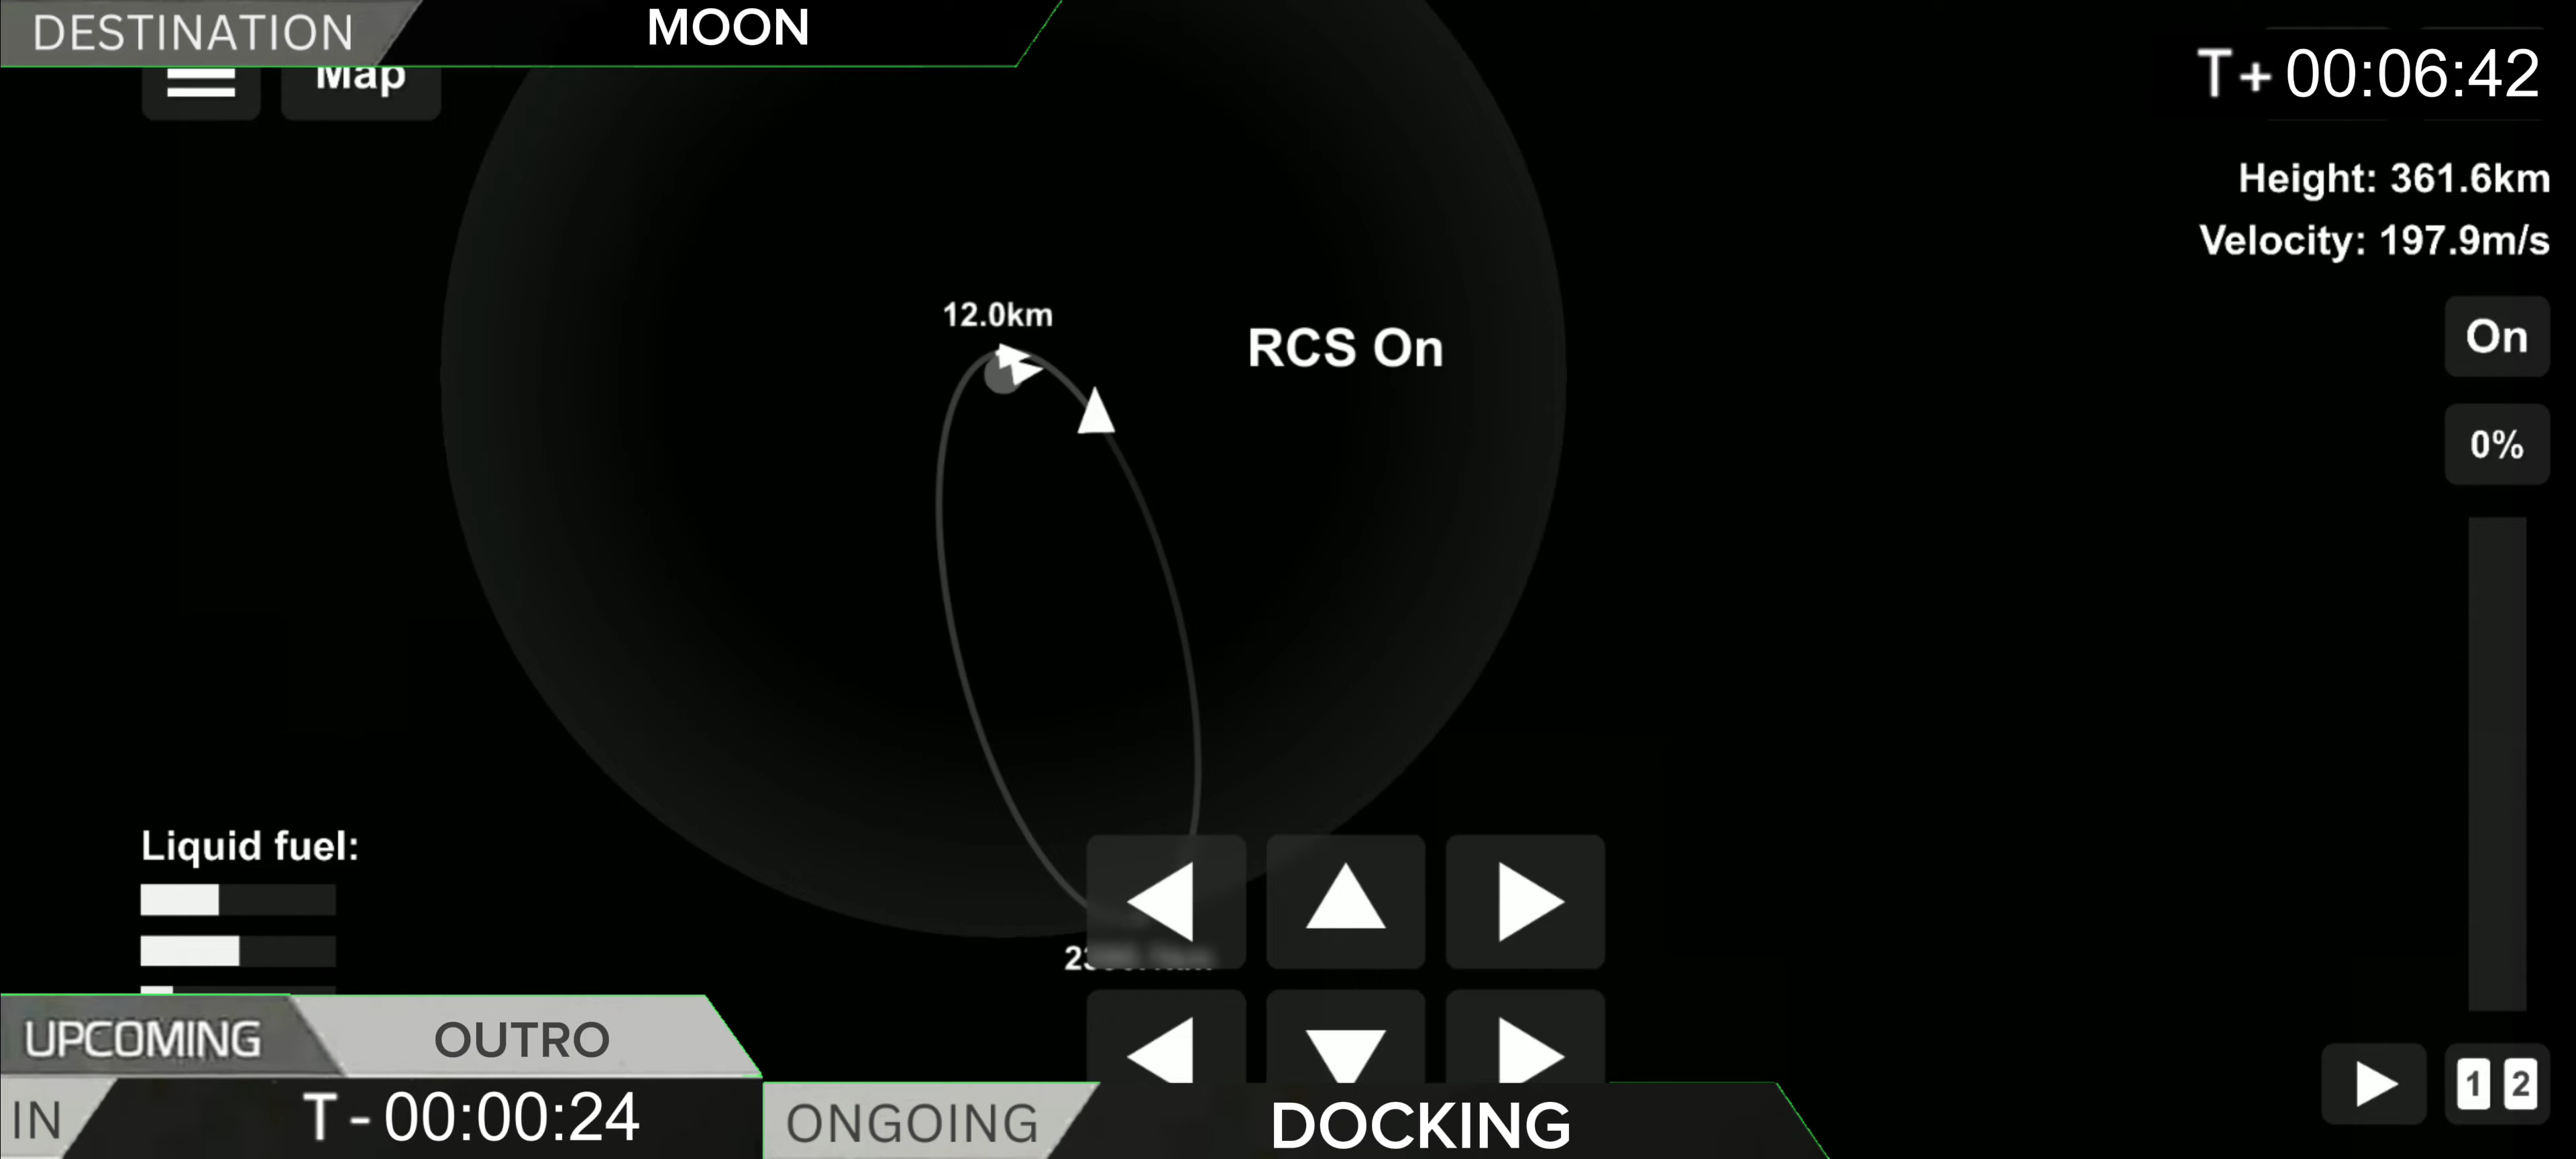 DESTINATION
MOON
Map
T+ 00:06:42
Height: 361.6km
Velocity: 197.9m/s
12.0km
RCS On
On
0%
Liquid fuel:
UPCOMING
OUTRO
IN
T - 00:00:24
ONGOING
DOCKING
1 2